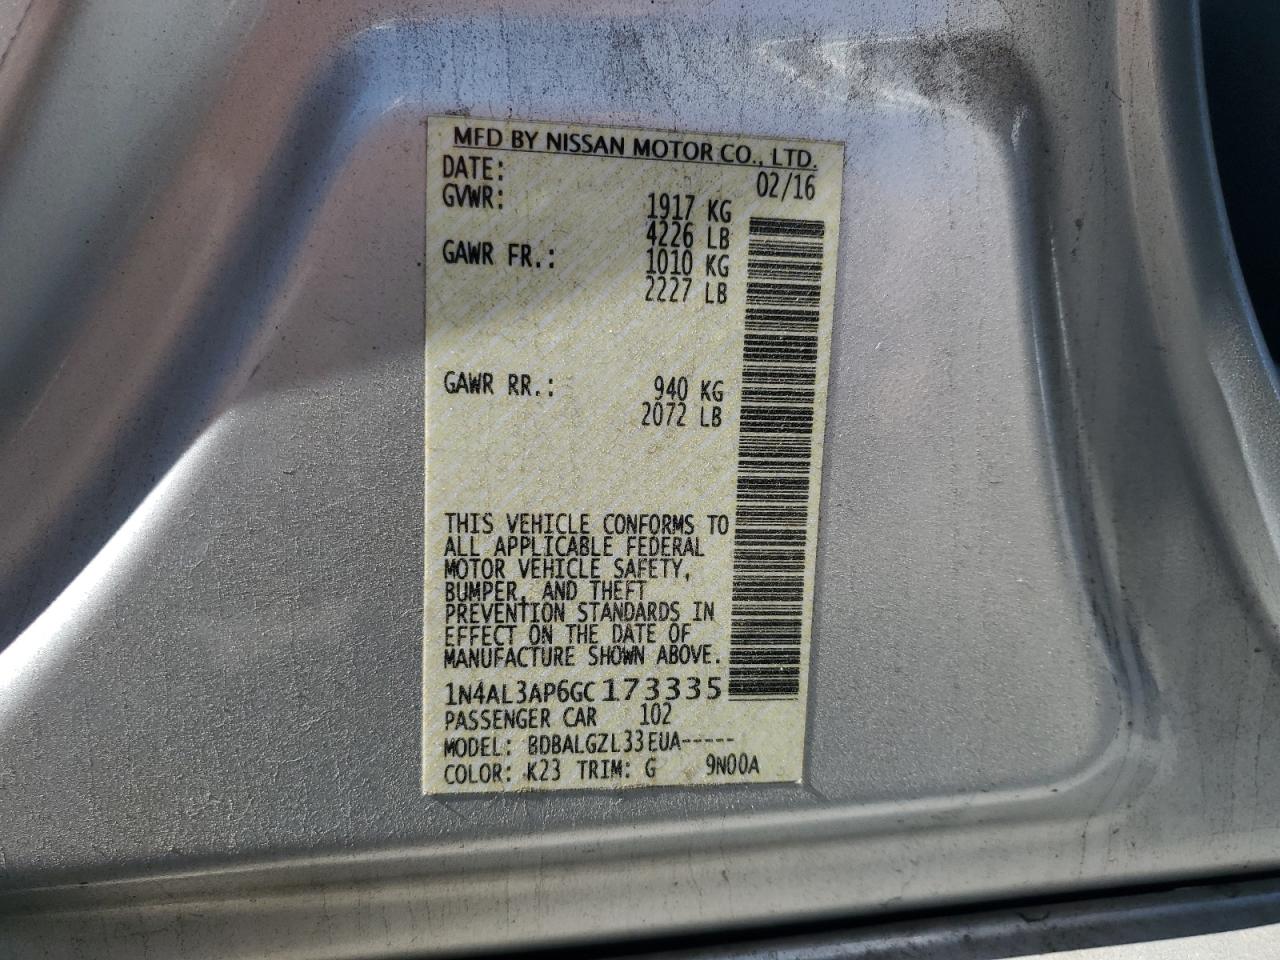 MFD BY NISSAN MOTOR CO., LTD.
DATE: 02/16
GVWR: 1917 KG
4226 LB
GAWR FR.: 1010 KG
2227 LB
GAWR RR.: 940 KG
2072 LB
THIS VEHICLE CONFORMS TO
ALL APPLICABLE FEDERAL
MOTOR VEHICLE SAFETY,
BUMPER, AND THEFT
PREVENTION STANDARDS IN
EFFECT ON THE DATE OF
MANUFACTURE SHOWN ABOVE.
1N4AL3AP6GC173335
PASSENGER CAR 102
MODEL: BDBALGZL33EUA-----
COLOR: K23 TRIM: G 9N00A